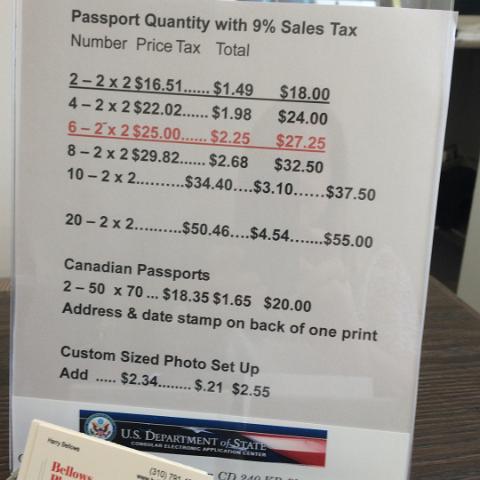 Passport Quantity with 9% Sales Tax
Number Price Tax Total
2 – 2 x 2 $16.51...... $1.49 $18.00
4 – 2 x 2 $22.02...... $1.98 $24.00
6 – 2 x 2 $25.00...... $2.25 $27.25
8 – 2 x 2 $29.82...... $2.68 $32.50
10 – 2 x 2.........$34.40....$3.10......$37.50
20 – 2 x 2..........$50.46....$4.54.......$55.00
Canadian Passports
2 – 50 x 70 ... $18.35 $1.65 $20.00
Address & date stamp on back of one print
Custom Sized Photo Set Up
Add ..... $2.34........ $.21 $2.55
U.S. DEPARTMENT of STATE
CONSULAR ELECTRONIC APPLICATION CENTER
Harry Bellows
Bellows
(310)